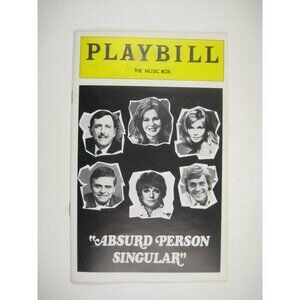 PLAYBILL
THE MUSIC BOX
"ABSURD PERSON
SINGULAR"